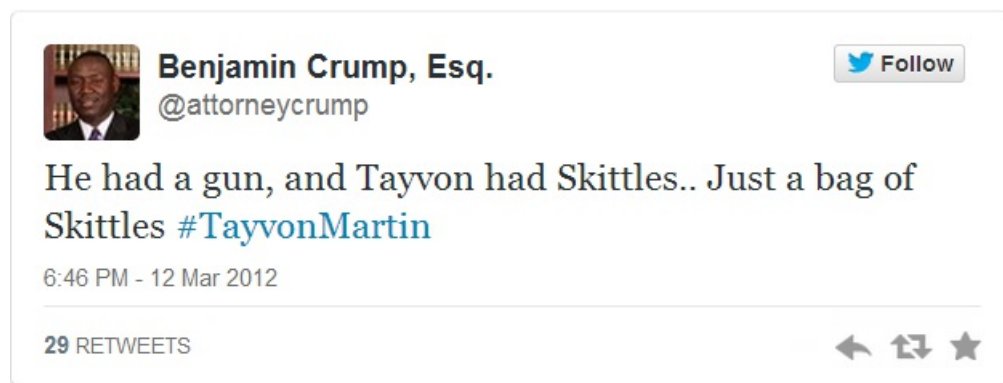 Benjamin Crump, Esq.
Follow
@attorneycrump
He had a gun, and Tayvon had Skittles.. Just a bag of
Skittles #TayvonMartin
6:46 PM - 12 Mar 2012
29 RETWEETS